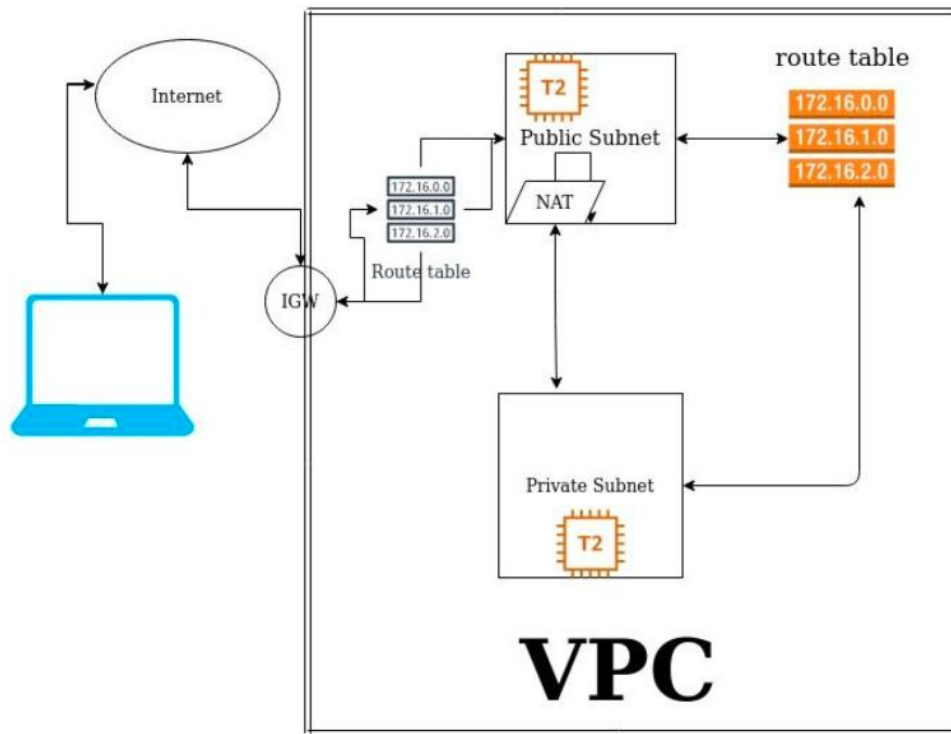 Internet
IGW
172.16.0.0
172.16.1.0
172.16.2.0
Route table
T2
Public Subnet
NAT
route table
172.16.0.0
172.16.1.0
172.16.2.0
Private Subnet
T2
VPC